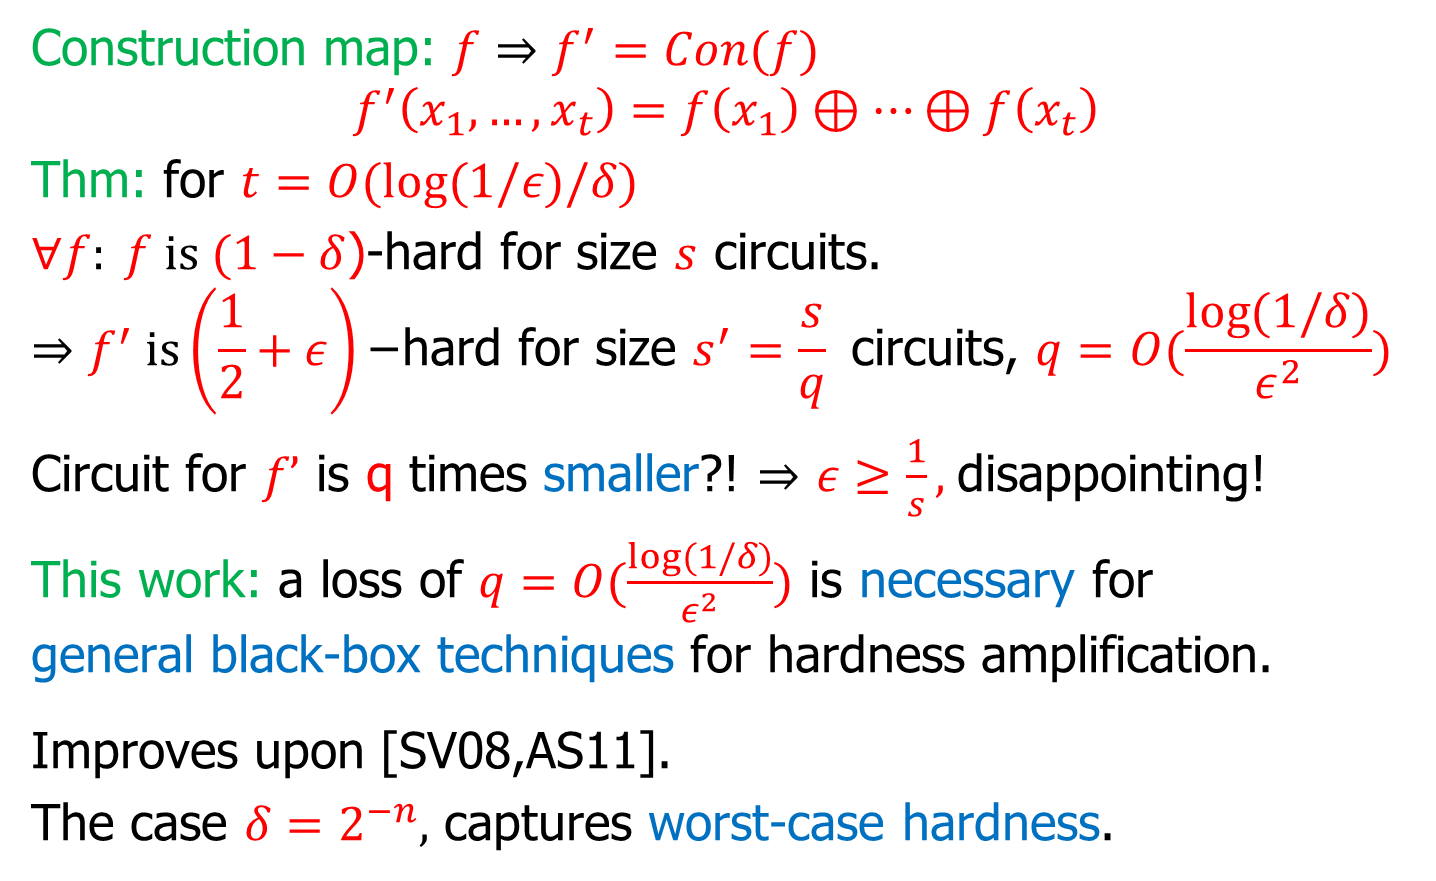 Construction map: f ⇒ f′ = Con(f)
f′(x₁, …, xₜ) = f(x₁) ⊕ ⋯ ⊕ f(xₜ)
Thm: for t = O(log(1/ϵ)/δ)
∀f: f is (1 − δ)-hard for size s circuits.
⇒ f′ is (1/2 + ϵ) –hard for size s′ = s/q circuits, q = O(log(1/δ)/ϵ²)
Circuit for f’ is q times smaller?! ⇒ ϵ ≥ 1/s, disappointing!
This work: a loss of q = O(log(1/δ)/ϵ²) is necessary for
general black-box techniques for hardness amplification.
Improves upon [SV08,AS11].
The case δ = 2⁻ⁿ, captures worst-case hardness.